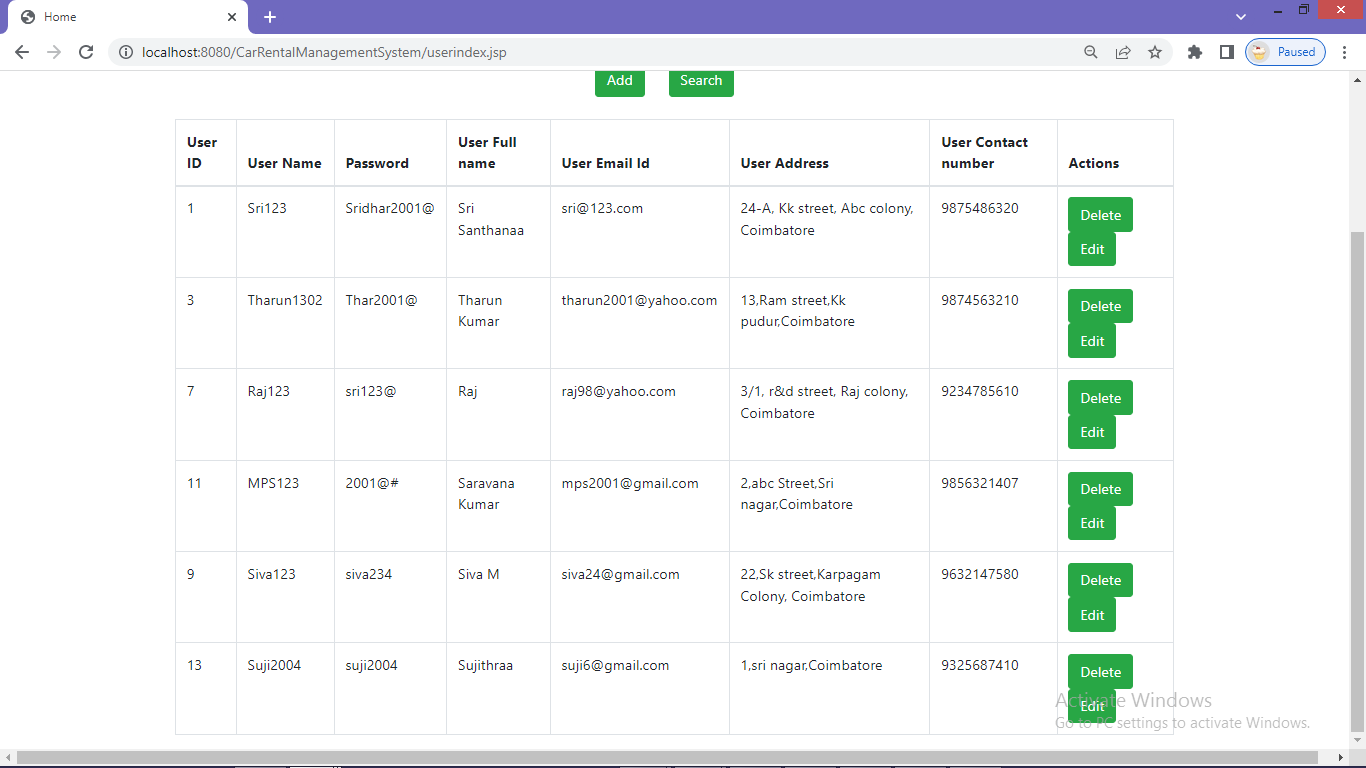 Home
localhost:8080/CarRentalManagementSystem/userindex.jsp
Paused
Add Search
User ID User Name Password User Full name User Email Id User Address User Contact number Actions
1 Sri123 Sridhar2001@ Sri Santhanaa sri@123.com 24-A, Kk street, Abc colony, Coimbatore 9875486320 Delete Edit
3 Tharun1302 Thar2001@ Tharun Kumar tharun2001@yahoo.com 13,Ram street,Kk pudur,Coimbatore 9874563210 Delete Edit
7 Raj123 sri123@ Raj raj98@yahoo.com 3/1, r&d street, Raj colony, Coimbatore 9234785610 Delete Edit
11 MPS123 2001@# Saravana Kumar mps2001@gmail.com 2,abc Street,Sri nagar,Coimbatore 9856321407 Delete Edit
9 Siva123 siva234 Siva M siva24@gmail.com 22,Sk street,Karpagam Colony, Coimbatore 9632147580 Delete Edit
13 Suji2004 suji2004 Sujithraa suji6@gmail.com 1,sri nagar,Coimbatore 9325687410 Delete Edit
Activate Windows
Go to PC settings to activate Windows.